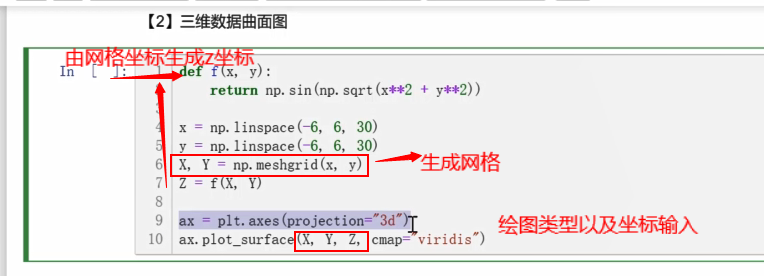 【2】三维数据曲面图
由网格坐标生成z坐标
In [ ]:
1 def f(x, y):
return np.sin(np.sqrt(x**2 + y**2))
3
4 x = np.linspace(-6, 6, 30)
5 y = np.linspace(-6, 6, 30)
6 X, Y = np.meshgrid(x, y)
生成网格
7 Z = f(X, Y)
8
9 ax = plt.axes(projection="3d")
绘图类型以及坐标输入
10 ax.plot_surface(X, Y, Z, cmap="viridis")